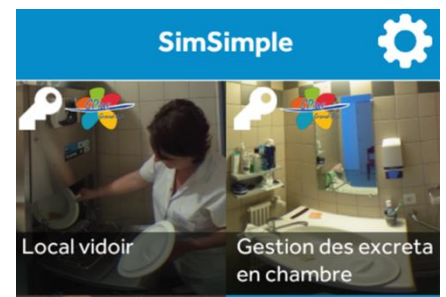 SimSimple
Local vidoir
Gestion des excreta
en chambre